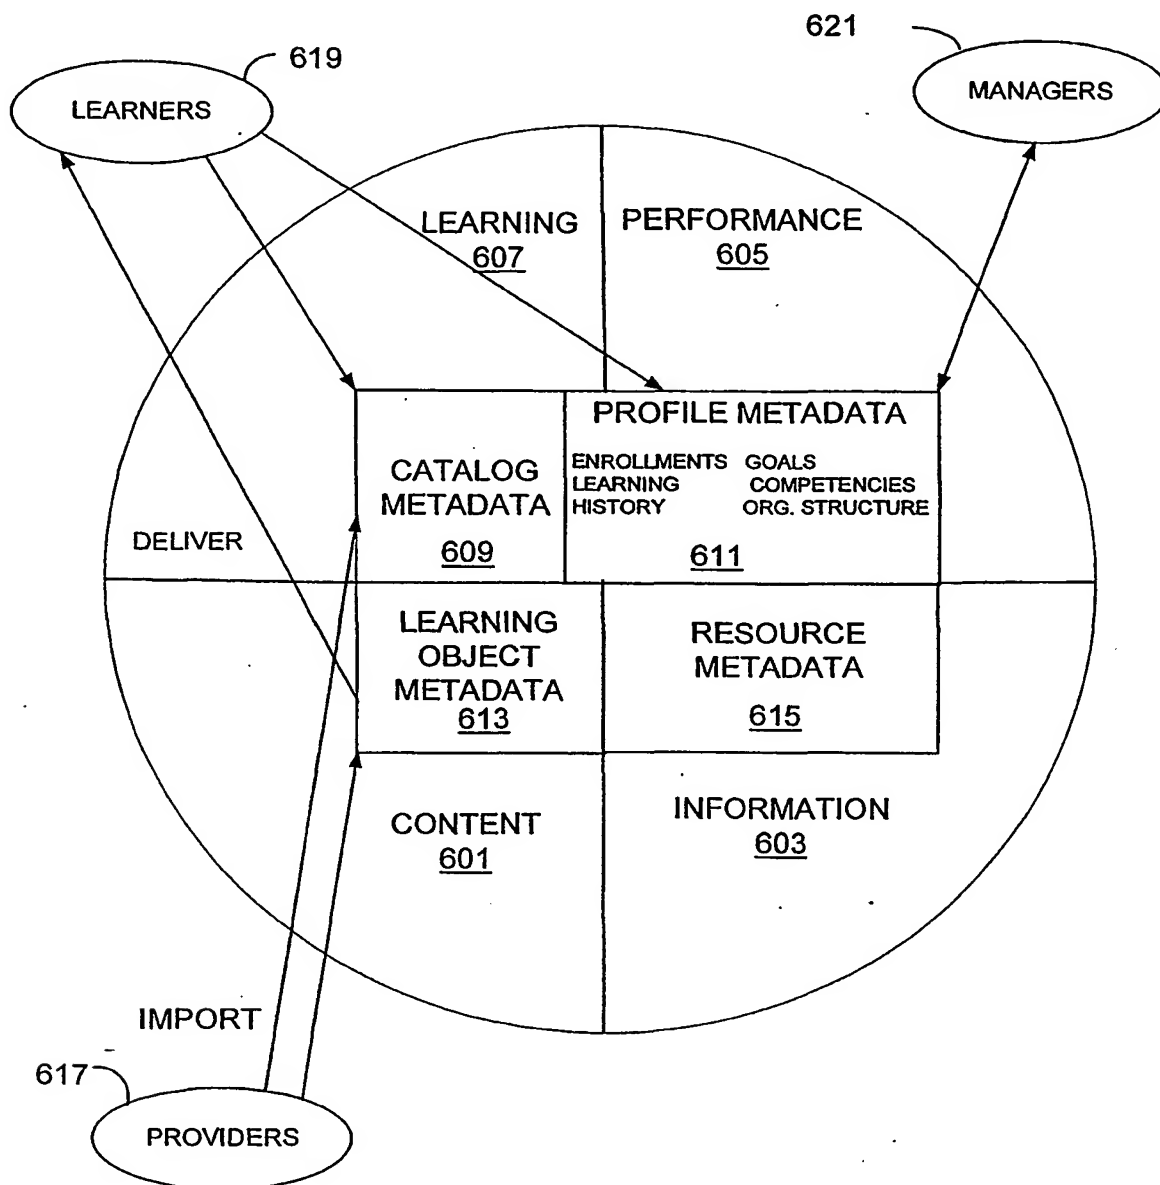 619
LEARNERS
621
MANAGERS
LEARNING
607
PERFORMANCE
605
CATALOG
METADATA
609
PROFILE METADATA
ENROLLMENTS GOALS
LEARNING COMPETENCIES
HISTORY ORG. STRUCTURE
611
DELIVER
LEARNING
OBJECT
METADATA
613
RESOURCE
METADATA
615
CONTENT
601
INFORMATION
603
IMPORT
617
PROVIDERS